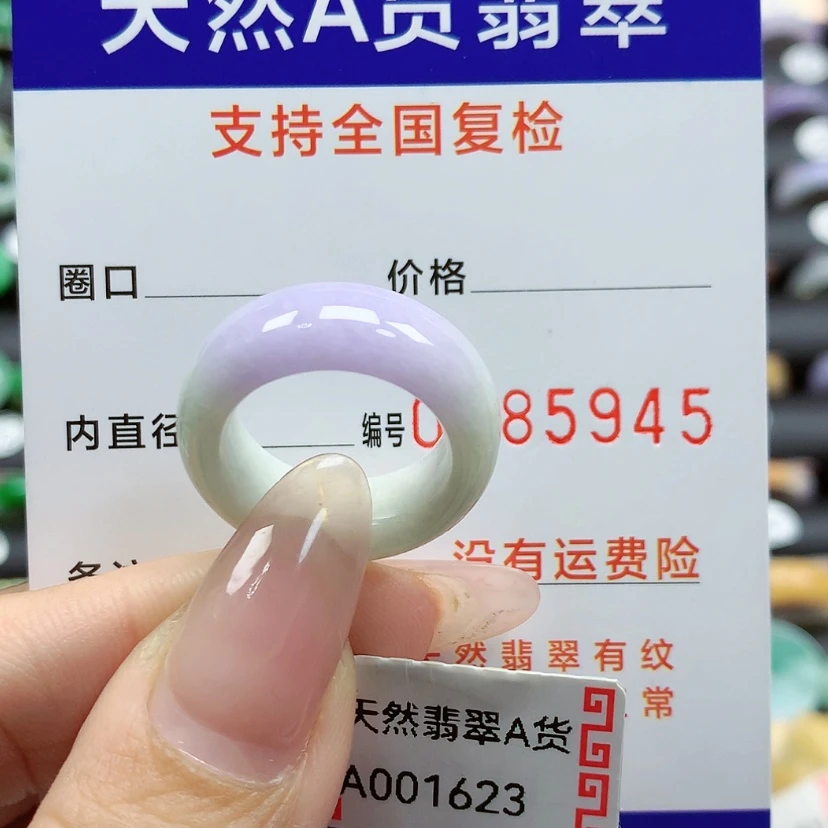 天然A货翡翠
支持全国复检
圈口 价格
内直径 编号0 85945
没有运费险
然翡翠有纹
常
天然翡翠A货
A001623